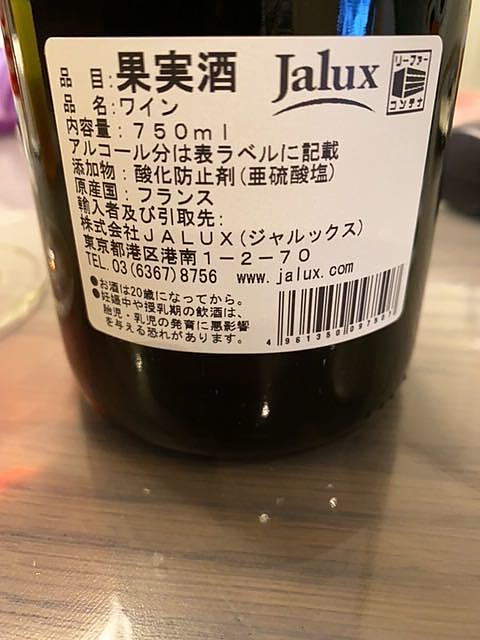 品 目:果実酒
Jalux
リーファー
コンテナ
品 名:ワイン
内容量:750ml
アルコール分は表ラベルに記載
添加物:酸化防止剤(亜硫酸塩)
原産国:フランス
輸入者及び引取先:
株式会社JALUX(ジャルックス)
東京都港区港南1-2-70
TEL.03(6367)8756 www.jalux.com
●お酒は20歳になってから。
●妊娠中や授乳期の飲酒は、
胎児・乳児の発育に悪影響
を与える恐れがあります。
4 961350 097507